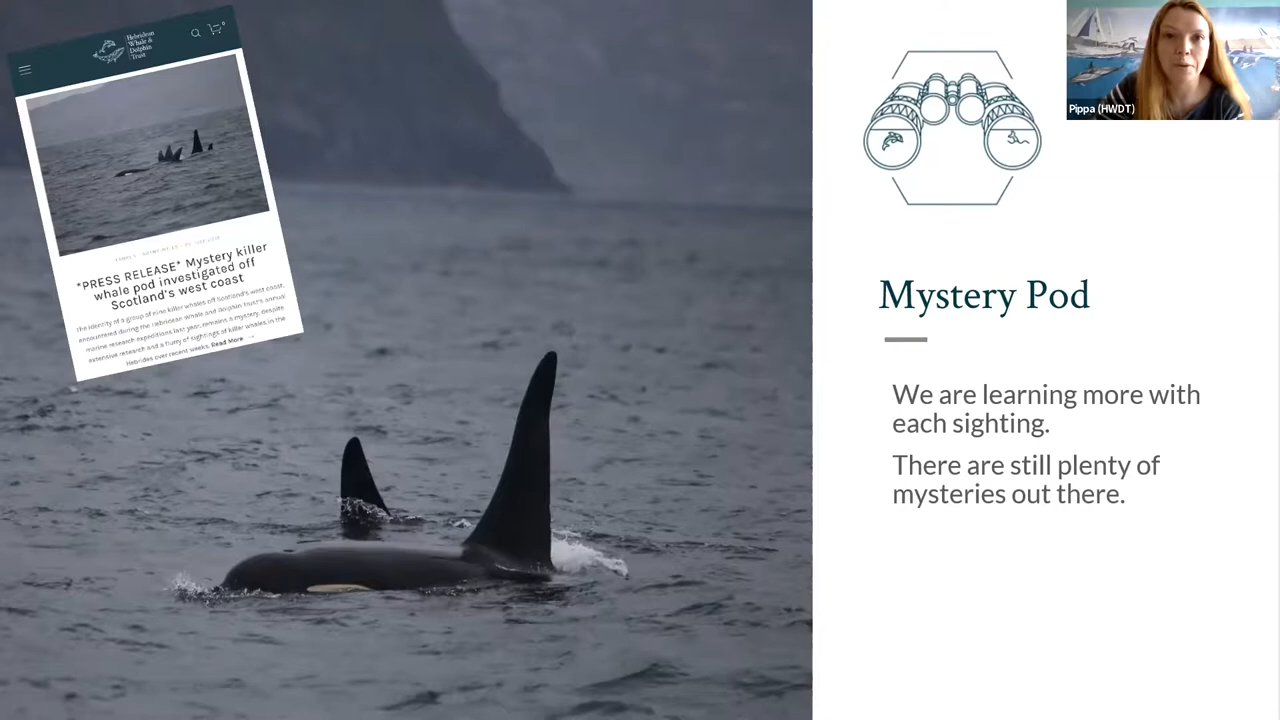 Hebridean
Whale &
Dolphin
Trust
0
*PRESS RELEASE* Mystery killer
whale pod investigated off
Scotland's west coast
The identity of a group of nine killer whales off Scotland's west coast,
encountered during the Hebridean Whale and Dolphin Trust's annual
marine research expeditions last year, remains a mystery, despite
extensive research and a flurry of sightings of killer whales in the
Hebrides over recent weeks. Read More
Pippa (HWDT)
Mystery Pod
We are learning more with
each sighting.
There are still plenty of
mysteries out there.